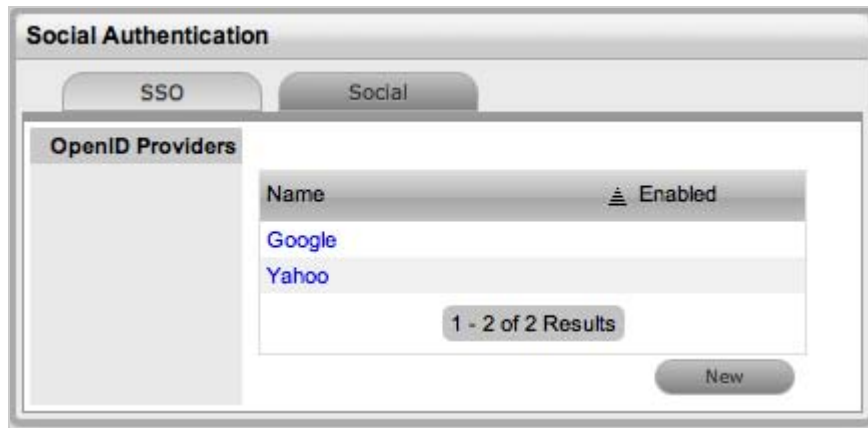 Social Authentication
SSO Social
OpenID Providers
Name Enabled
Google
Yahoo
1 - 2 of 2 Results
New